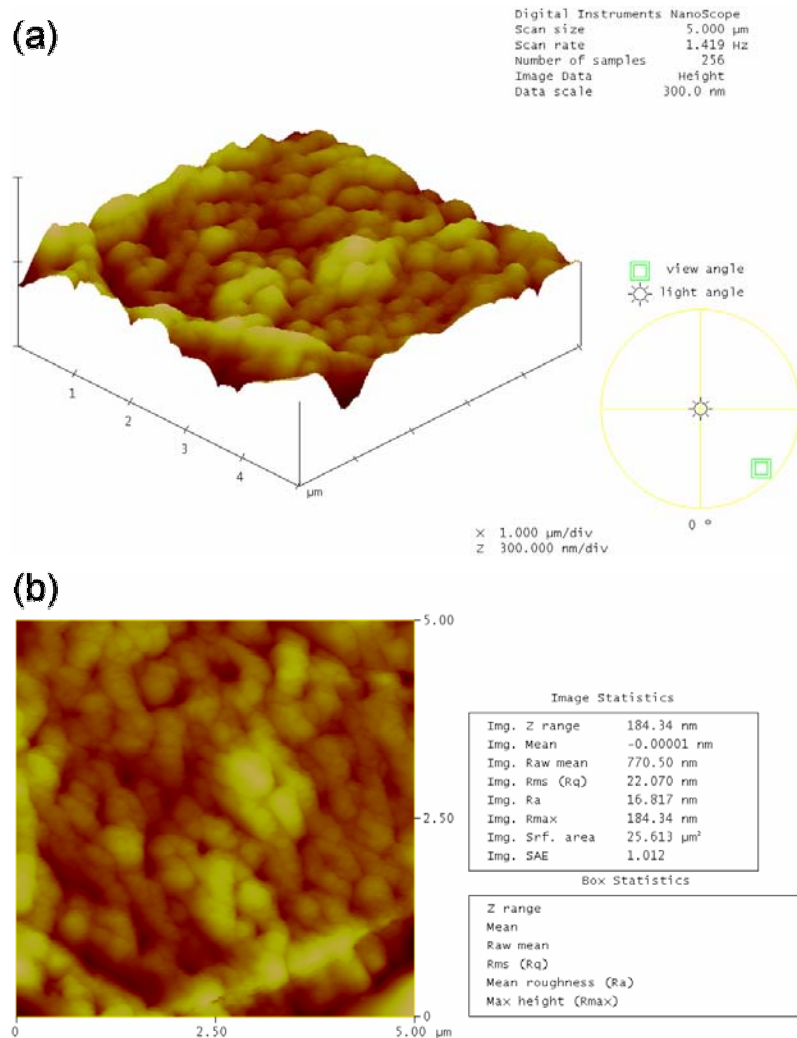 (a)
Digital Instruments NanoScope
Scan size 5.000 µm
Scan rate 1.419 Hz
Number of samples 256
Image Data Height
Data scale 300.0 nm
view angle
light angle
1
2
3
4
µm
0 º
X 1.000 µm/div
Z 300.000 nm/div
(b)
5.00
2.50
0
0 2.50 5.00 µm
Image Statistics
Img. Z range 184.34 nm
Img. Mean -0.00001 nm
Img. Raw mean 770.50 nm
Img. Rms (Rq) 22.070 nm
Img. Ra 16.817 nm
Img. Rmax 184.34 nm
Img. Srf. area 25.613 µm²
Img. SAE 1.012
Box Statistics
Z range
Mean
Raw mean
Rms (Rq)
Mean roughness (Ra)
Max height (Rmax)